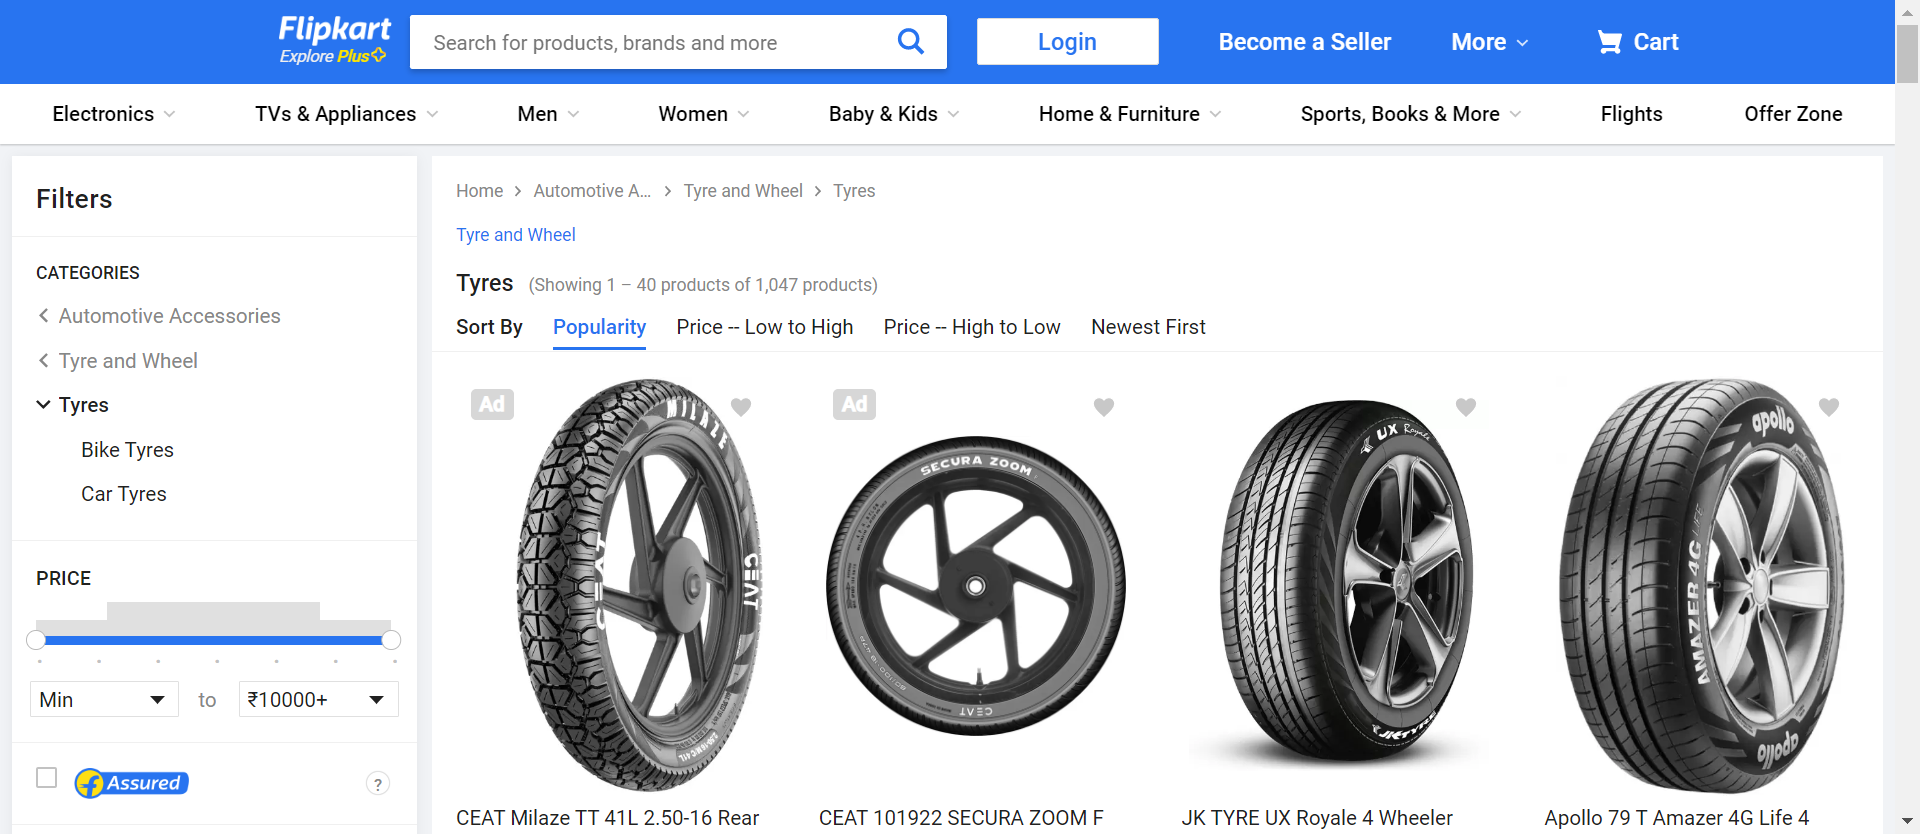 Flipkart
Explore Plus
Search for products, brands and more
Login
Become a Seller
More
Cart
Electronics
TVs & Appliances
Men
Women
Baby & Kids
Home & Furniture
Sports, Books & More
Flights
Offer Zone
Filters
CATEGORIES
Automotive Accessories
Tyre and Wheel
Tyres
Bike Tyres
Car Tyres
PRICE
Min
to
₹10000+
Assured
?
Home > Automotive A... > Tyre and Wheel > Tyres
Tyre and Wheel
Tyres (Showing 1 – 40 products of 1,047 products)
Sort By Popularity Price -- Low to High Price -- High to Low Newest First
Ad
MILAZE
CEAT
CEAT
CEAT Milaze TT 41L 2.50-16 Rear
Ad
SECURA ZOOM
CEAT
CEAT 101922 SECURA ZOOM F
UX Royale
JK TYRE
JK TYRE UX Royale 4 Wheeler
apollo
AMAZER 4G LIFE
apollo
Apollo 79 T Amazer 4G Life 4